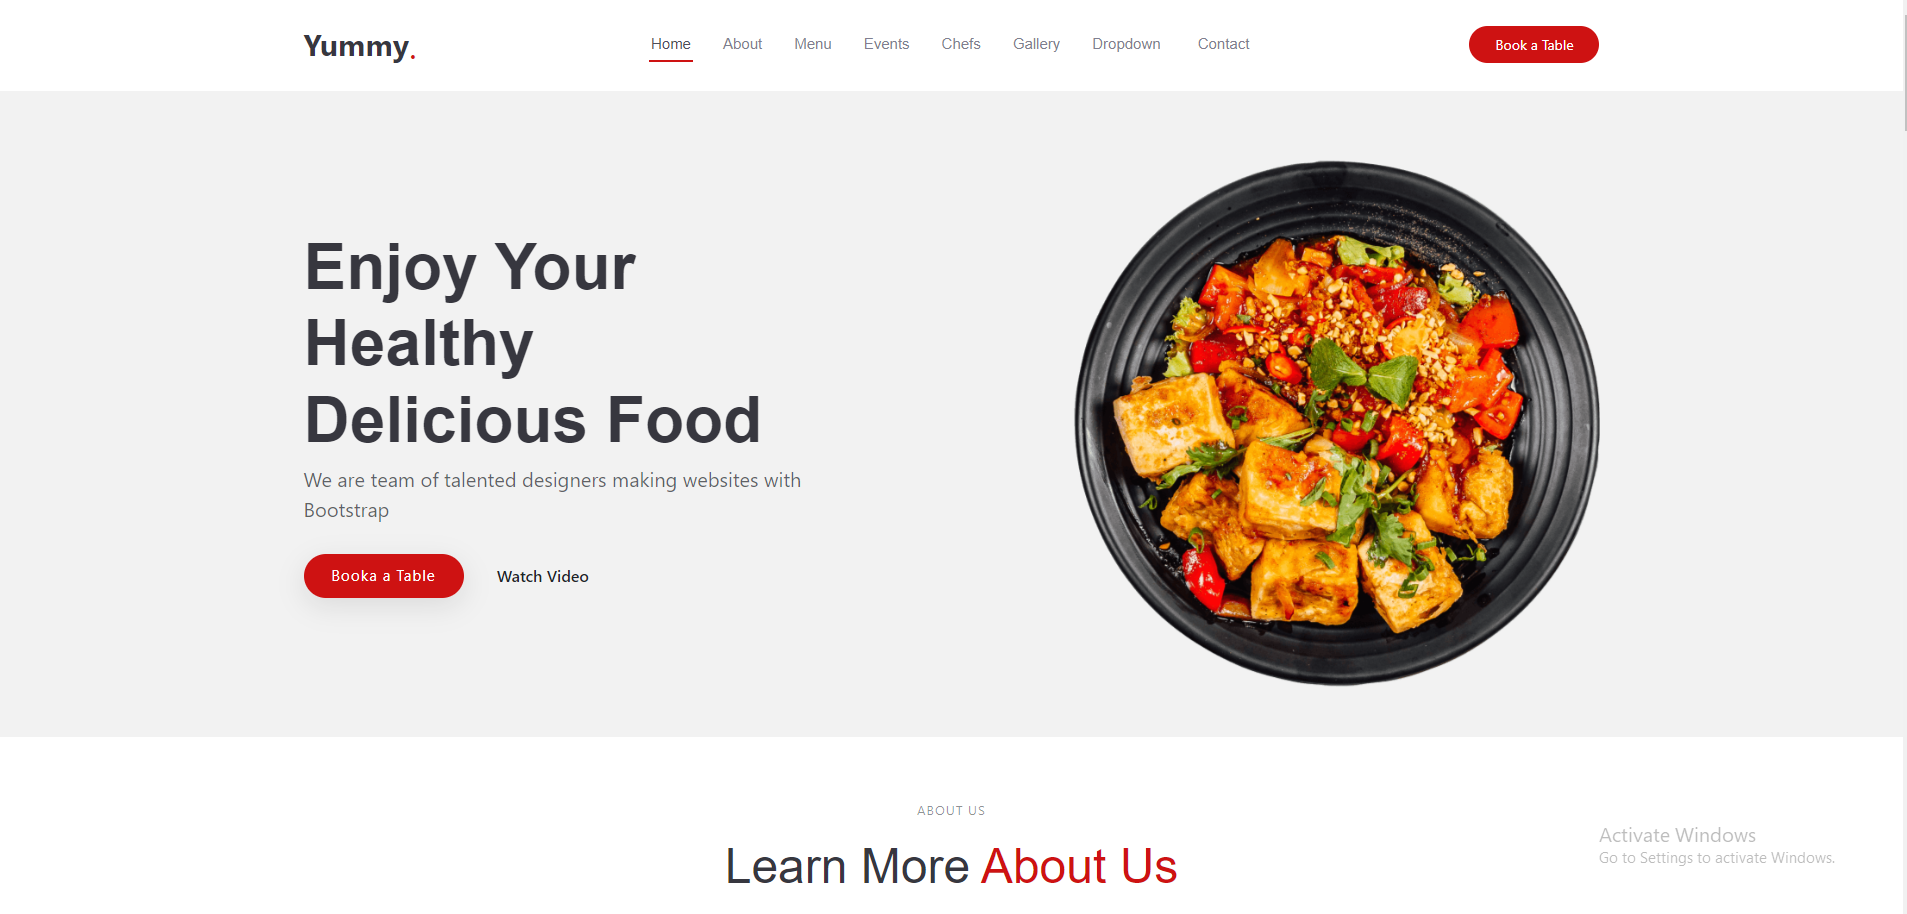 Yummy.
Home About Menu Events Chefs Gallery Dropdown Contact
Book a Table
Enjoy Your
Healthy
Delicious Food
We are team of talented designers making websites with
Bootstrap
Booka a Table
Watch Video
ABOUT US
Learn More About Us
Activate Windows
Go to Settings to activate Windows.